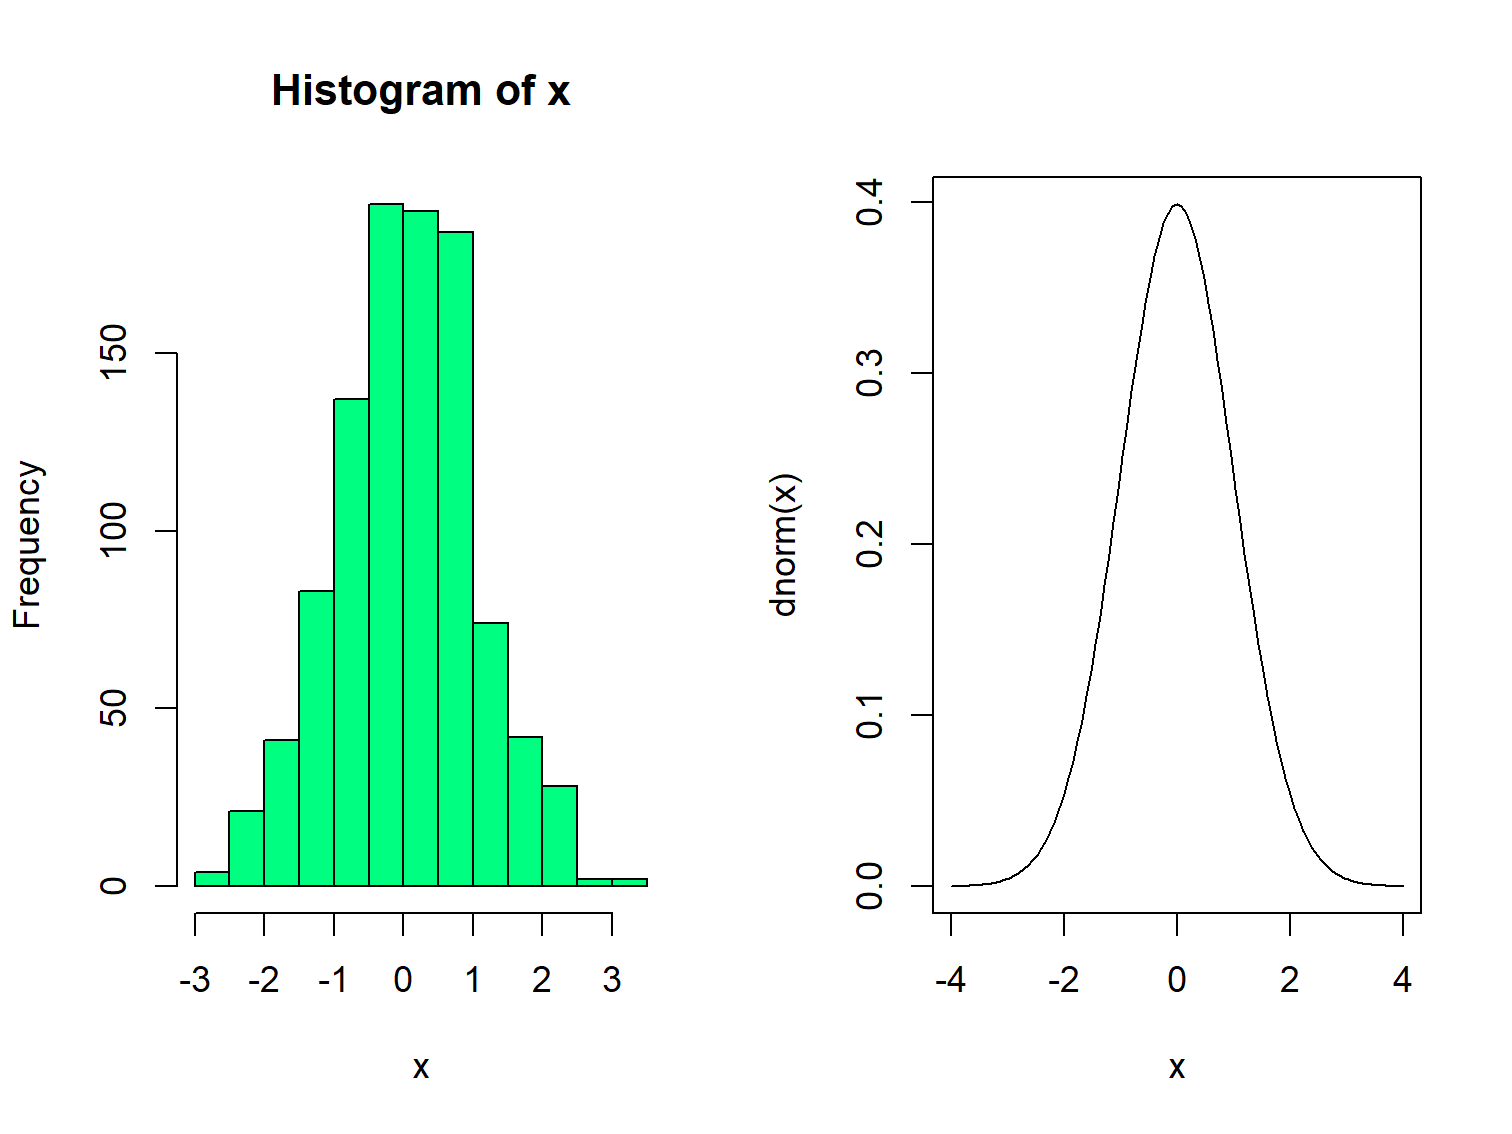 Histogram of x
Frequency
0 50 100 150
-3 -2 -1 0 1 2 3
x
dnorm(x)
0.0 0.1 0.2 0.3 0.4
-4 -2 0 2 4
x